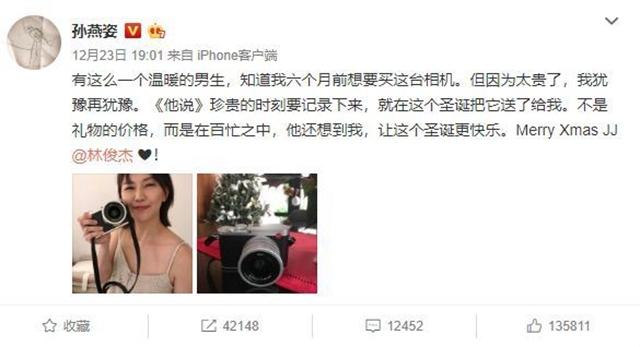 孙燕姿
12月23日 19:01 来自 iPhone客户端
有这么一个温暖的男生，知道我六个月前想要买这台相机。但因为太贵了，我犹
豫再犹豫。《他说》珍贵的时刻要记录下来，就在这个圣诞把它送了给我。不是
礼物的价格，而是在百忙之中，他还想到我，让这个圣诞更快乐。Merry Xmas JJ
@林俊杰 ❤!
收藏
42148
12452
135811